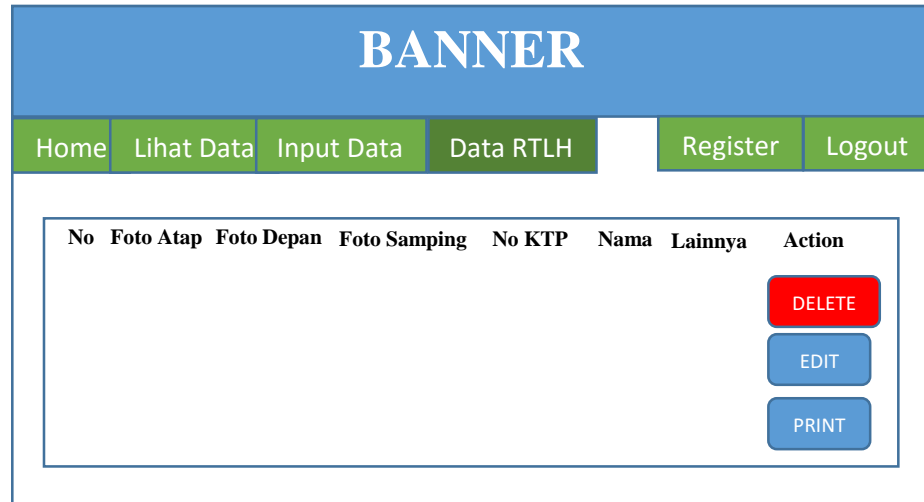 BANNER
Home Lihat Data Input Data Data RTLH Register Logout
No Foto Atap Foto Depan Foto Samping No KTP Nama Lainnya Action
DELETE
EDIT
PRINT